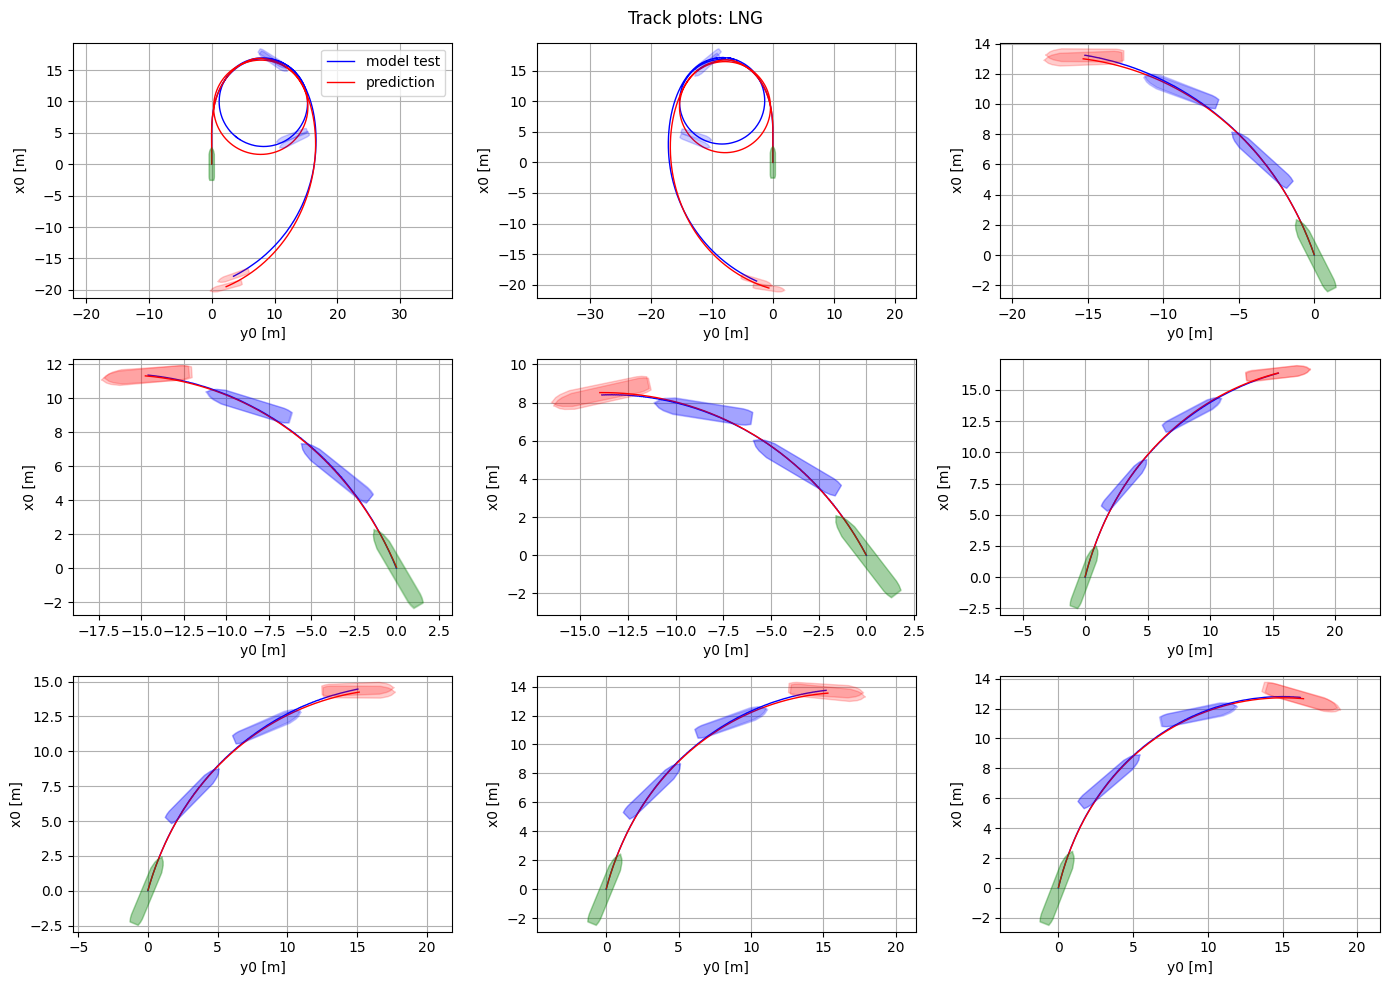 Track plots: LNG
model test
prediction
15
10
5
0
−5
−10
−15
−20
x0 [m]
−20 −10 0 10 20 30
y0 [m]
15
10
5
0
−5
−10
−15
−20
x0 [m]
−30 −20 −10 0 10 20
y0 [m]
14
12
10
8
6
4
2
0
−2
x0 [m]
−20 −15 −10 −5 0
y0 [m]
12
10
8
6
4
2
0
−2
x0 [m]
−17.5 −15.0 −12.5 −10.0 −7.5 −5.0 −2.5 0.0 2.5
y0 [m]
10
8
6
4
2
0
−2
x0 [m]
−15.0 −12.5 −10.0 −7.5 −5.0 −2.5 0.0 2.5
y0 [m]
15.0
12.5
10.0
7.5
5.0
2.5
0.0
−2.5
x0 [m]
−5 0 5 10 15 20
y0 [m]
15.0
12.5
10.0
7.5
5.0
2.5
0.0
−2.5
x0 [m]
−5 0 5 10 15 20
y0 [m]
14
12
10
8
6
4
2
0
−2
x0 [m]
0 5 10 15 20
y0 [m]
14
12
10
8
6
4
2
0
−2
x0 [m]
0 5 10 15 20
y0 [m]